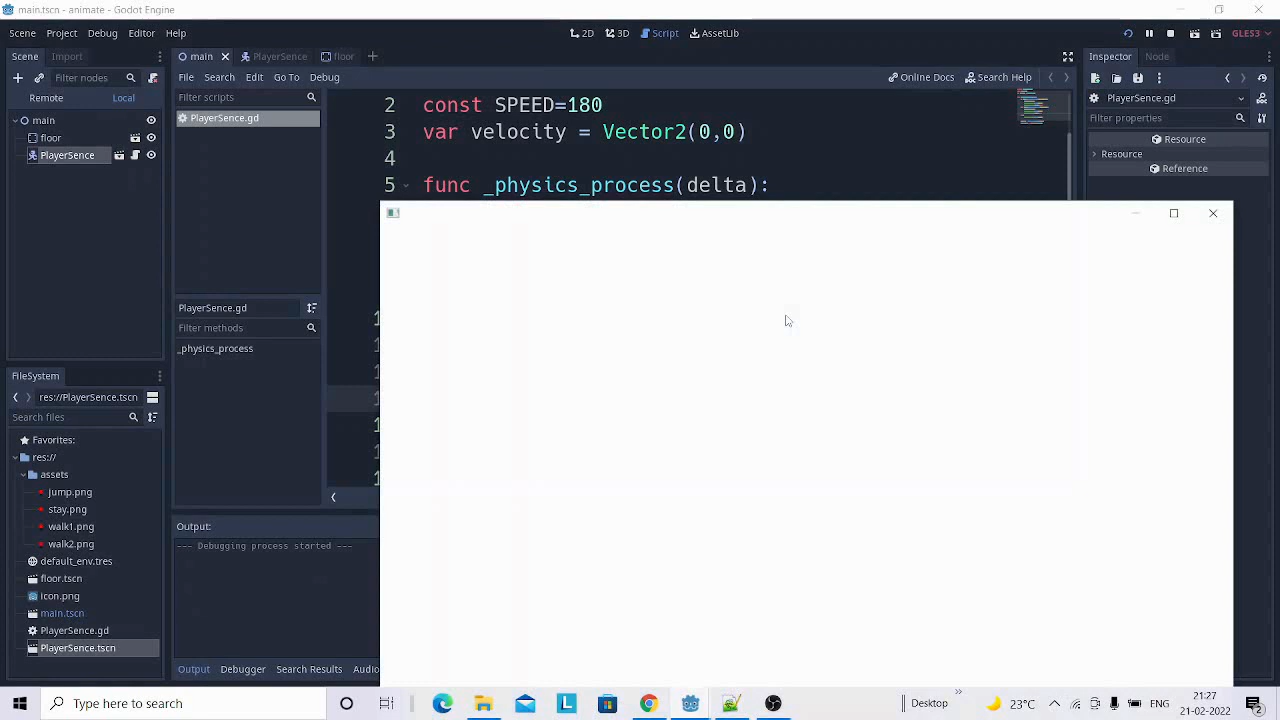 main.tscn - animate - Godot Engine
Scene Project Debug Editor Help
2D 3D Script AssetLib
GLES3
Scene Import
main PlayerSence floor
Inspector Node
Filter nodes
File Search Edit Go To Debug
Online Docs Search Help
Remote Local
Filter scripts
PlayerSence.gd
main
floor
PlayerSence
PlayerSence.gd
Filter properties
Resource
Resource
Reference
2 const SPEED=180
3 var velocity = Vector2(0,0)
4
5 func _physics_process(delta):
PlayerSence.gd
Filter methods
_physics_process
FileSystem
res://PlayerSence.tscn
Search files
Favorites:
res://
assets
jump.png
stay.png
walk1.png
walk2.png
default_env.tres
floor.tscn
icon.png
main.tscn
PlayerSence.gd
PlayerSence.tscn
Output:
--- Debugging process started ---
Output Debugger Search Results Audio
Type here to search
Desktop
23°C
ENG
21:27
21-02-2022
2